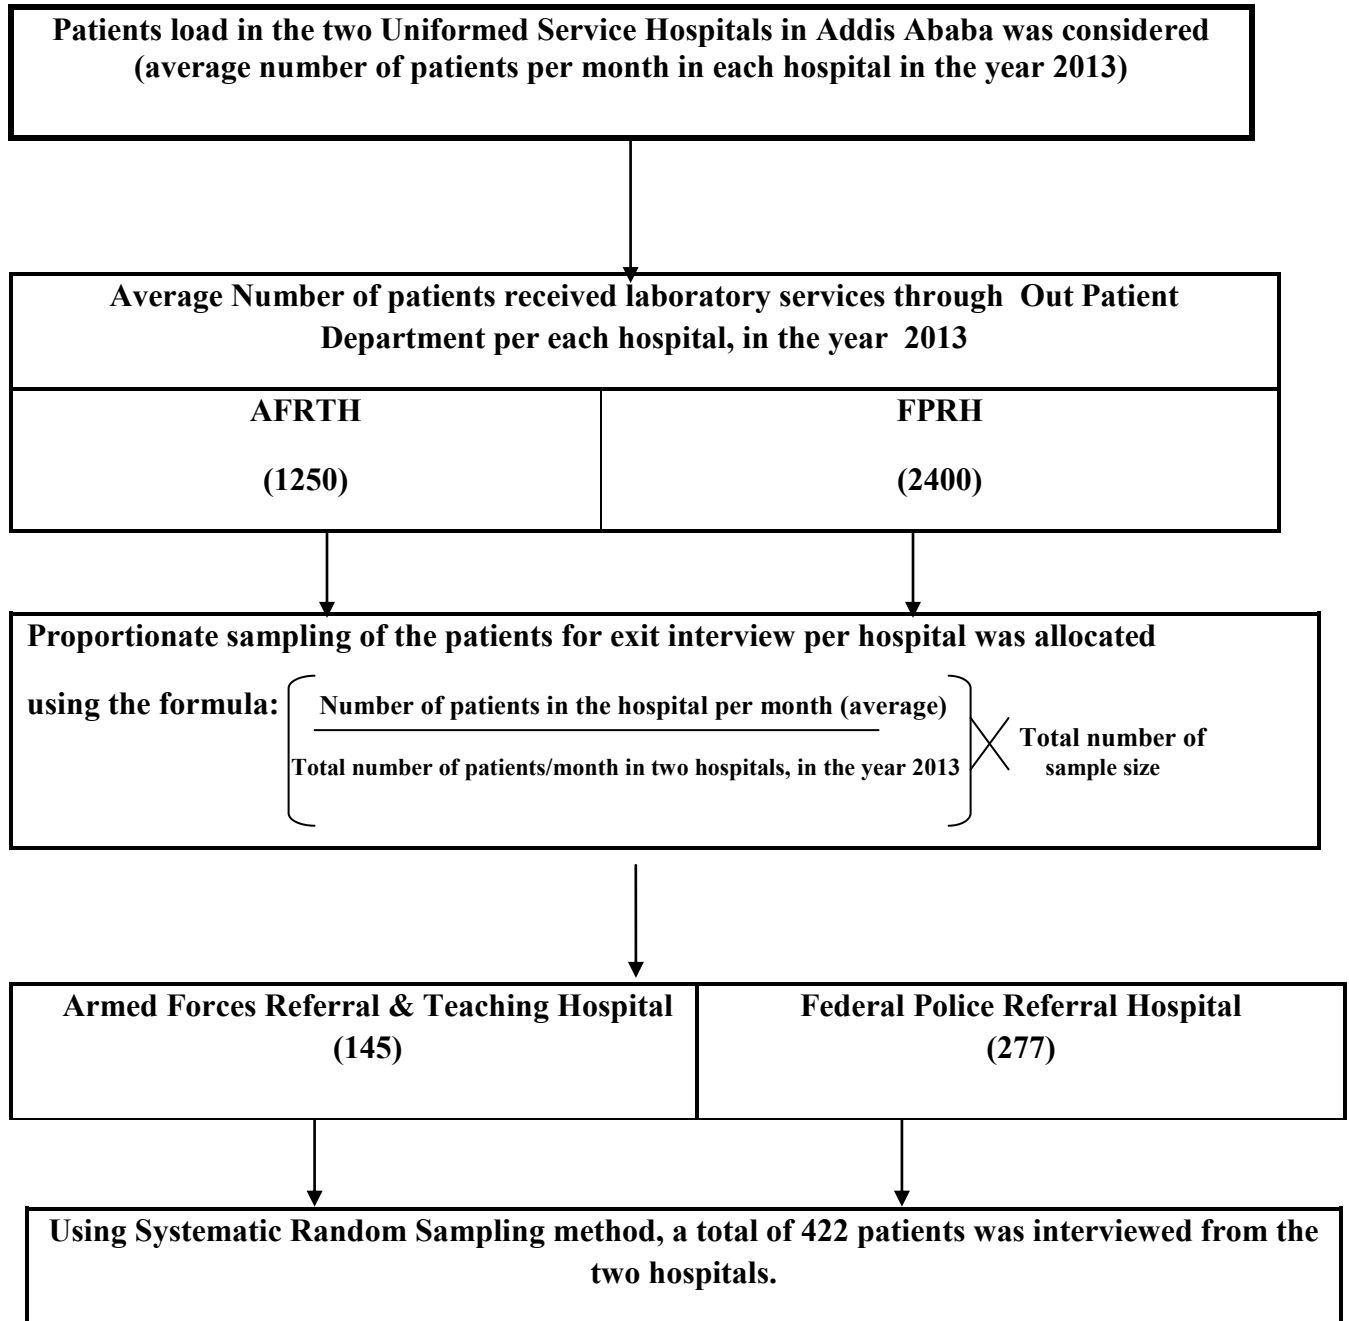 Patients load in the two Uniformed Service Hospitals in Addis Ababa was considered
(average number of patients per month in each hospital in the year 2013)
Average Number of patients received laboratory services through Out Patient
Department per each hospital, in the year 2013
AFRTH
(1250)
FPRH
(2400)
Proportionate sampling of the patients for exit interview per hospital was allocated
using the formula:
Number of patients in the hospital per month (average)
Total number of patients/month in two hospitals, in the year 2013
Total number of
sample size
Armed Forces Referral & Teaching Hospital
(145)
Federal Police Referral Hospital
(277)
Using Systematic Random Sampling method, a total of 422 patients was interviewed from the
two hospitals.